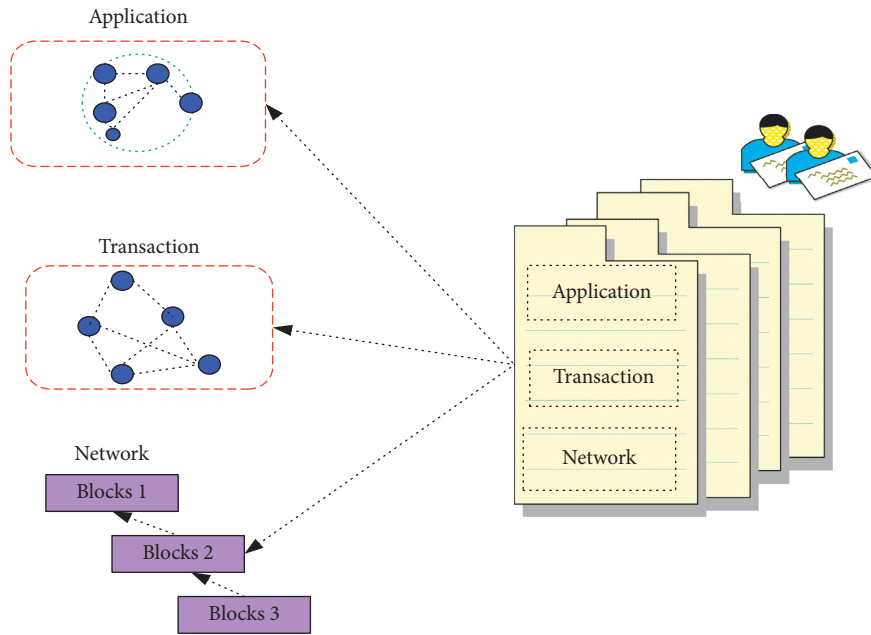 Application
Transaction
Network
Blocks 1
Blocks 2
Blocks 3
Application
Transaction
Network